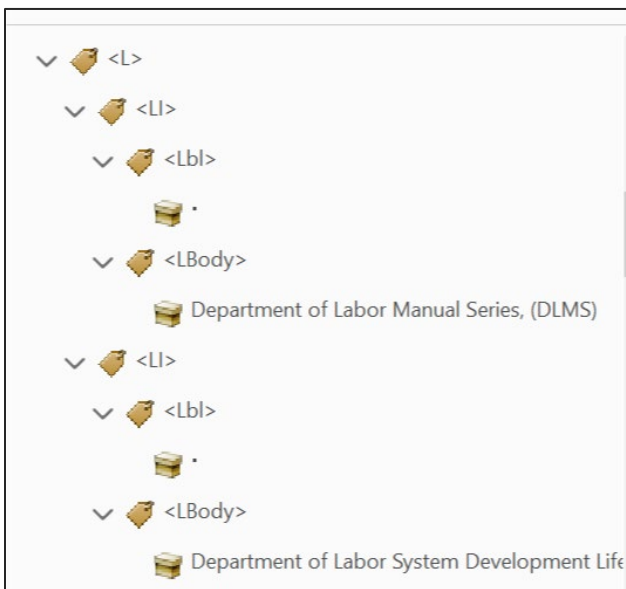 <L>
<LI>
<Lbl>
·
<LBody>
Department of Labor Manual Series, (DLMS)
<LI>
<Lbl>
·
<LBody>
Department of Labor System Development Life